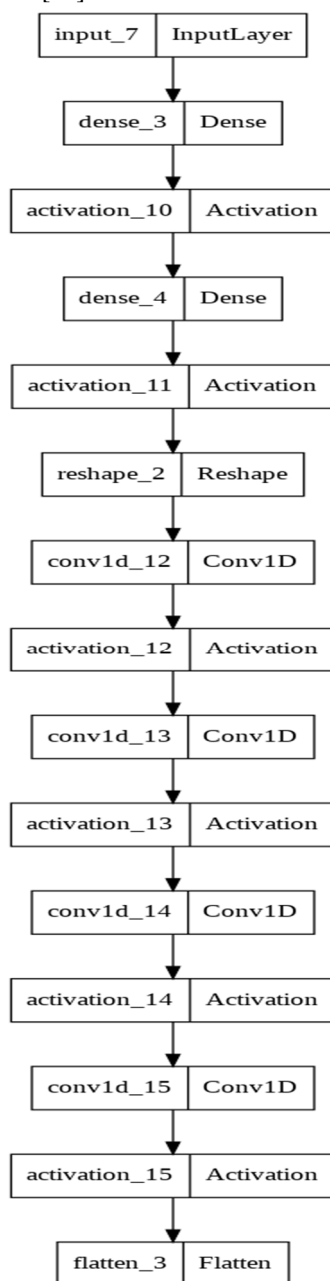 input_7 InputLayer
dense_3 Dense
activation_10 Activation
dense_4 Dense
activation_11 Activation
reshape_2 Reshape
conv1d_12 Conv1D
activation_12 Activation
conv1d_13 Conv1D
activation_13 Activation
conv1d_14 Conv1D
activation_14 Activation
conv1d_15 Conv1D
activation_15 Activation
flatten_3 Flatten